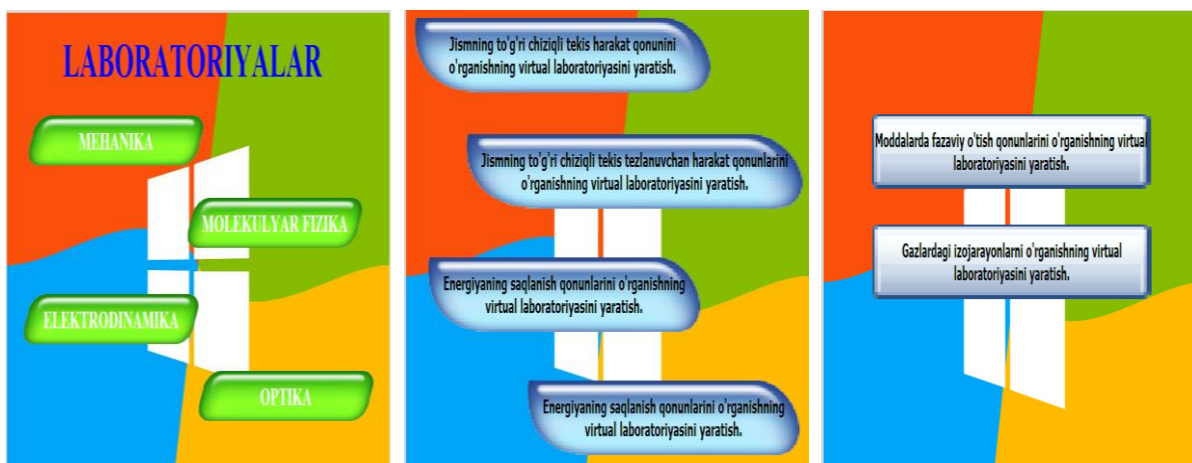 LABORATORIYALAR
MEHANIKA
MOLEKULYAR FIZIKA
ELEKTRODINAMIKA
OPTIKA
Jismning to'g'ri chiziqli tekis harakat qonunini
o'rganishning virtual laboratoriyasini yaratish.
Jismning to'g'ri chiziqli tekis tezlanuvchan harakat qonunlarini
o'rganishning virtual laboratoriyasini yaratish.
Energiyaning saqlanish qonunlarini o'rganishning
virtual laboratoriyasini yaratish.
Energiyaning saqlanish qonunlarini o'rganishning
virtual laboratoriyasini yaratish.
Moddalarda fazaviy o'tish qonunlarini o'rganishning virtual
laboratoriyasini yaratish.
Gazlardagi izojarayonlarni o'rganishning virtual
laboratoriyasini yaratish.